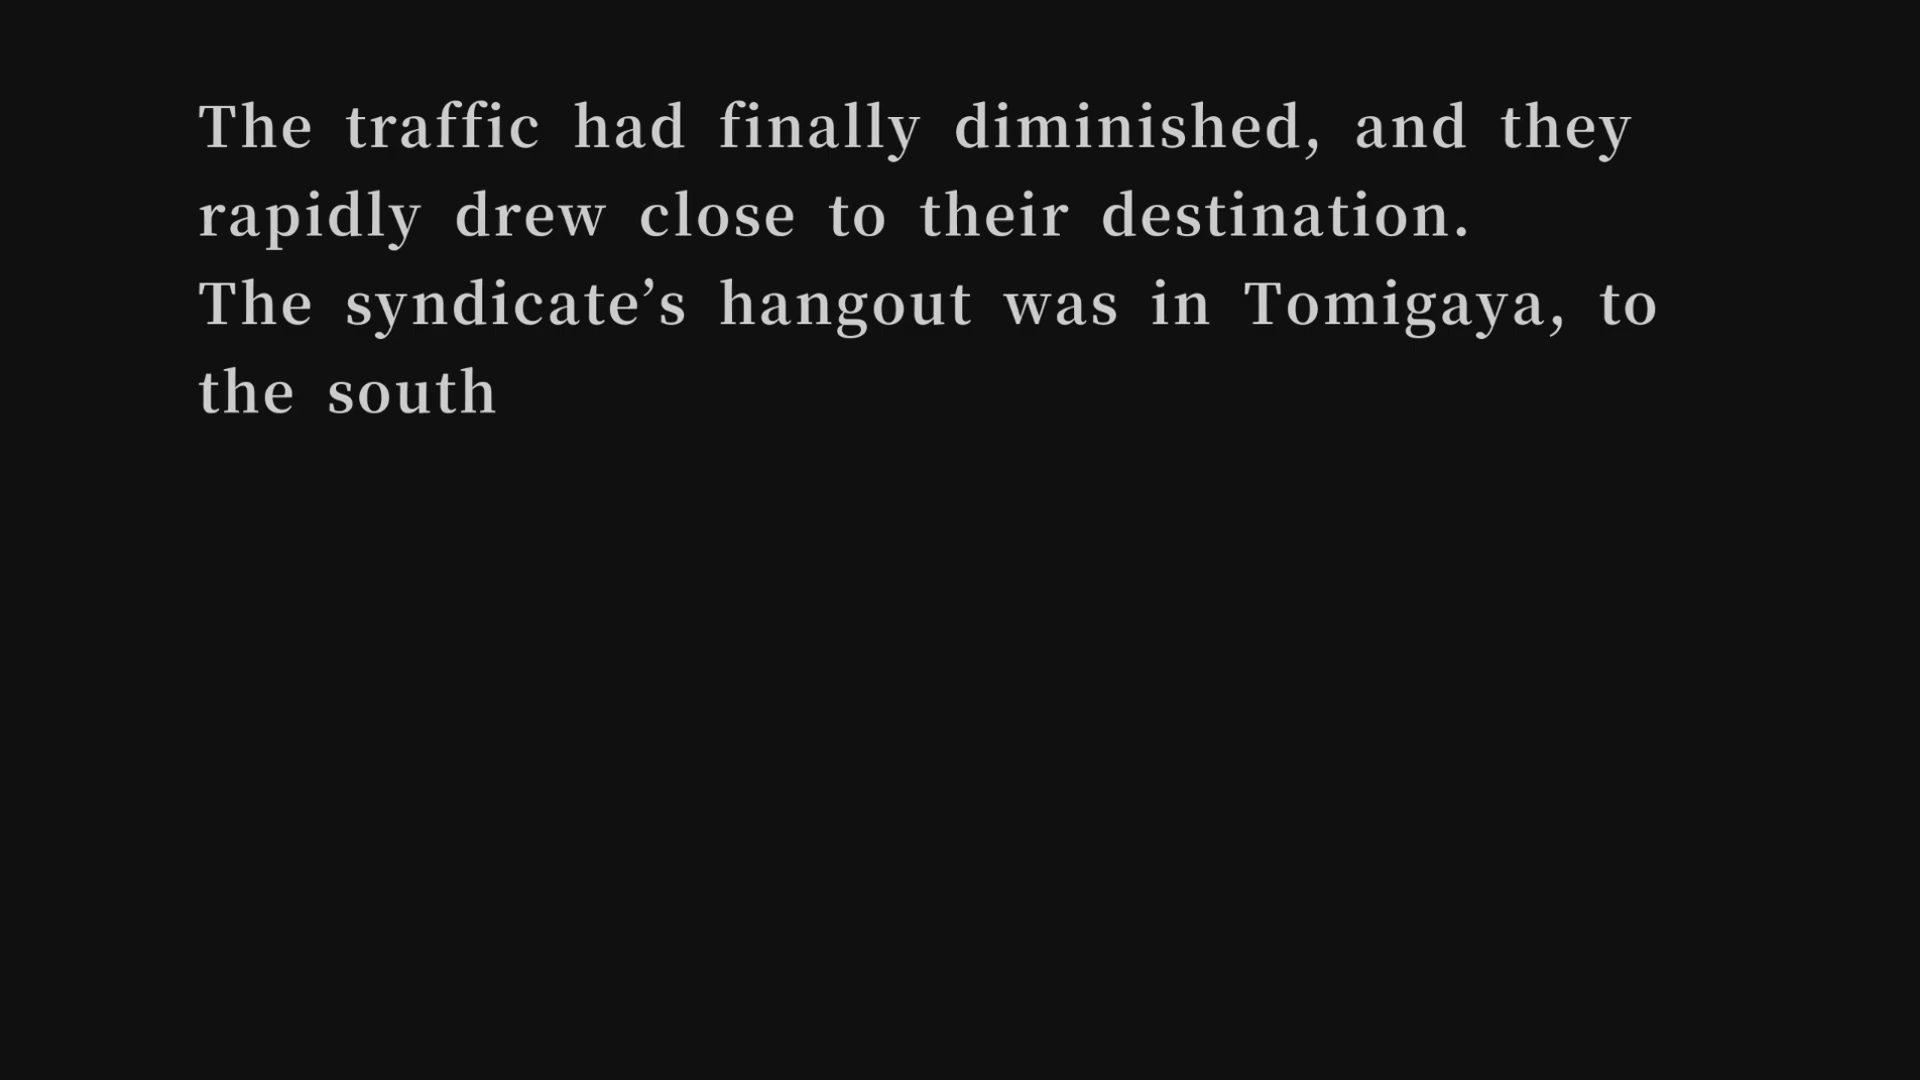 The traffic had finally diminished, and they
rapidly drew close to their destination.
The syndicate’s hangout was in Tomigaya, to
the south